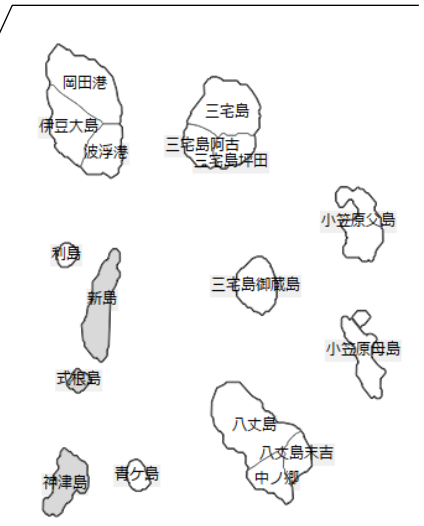 岡田港
伊豆大島
波浮港
三宅島
三宅島阿古
三宅島坪田
小笠原父島
利島
新島
三宅島御蔵島
小笠原母島
式根島
八丈島
八丈島末吉
中ノ郷
神津島
青ケ島